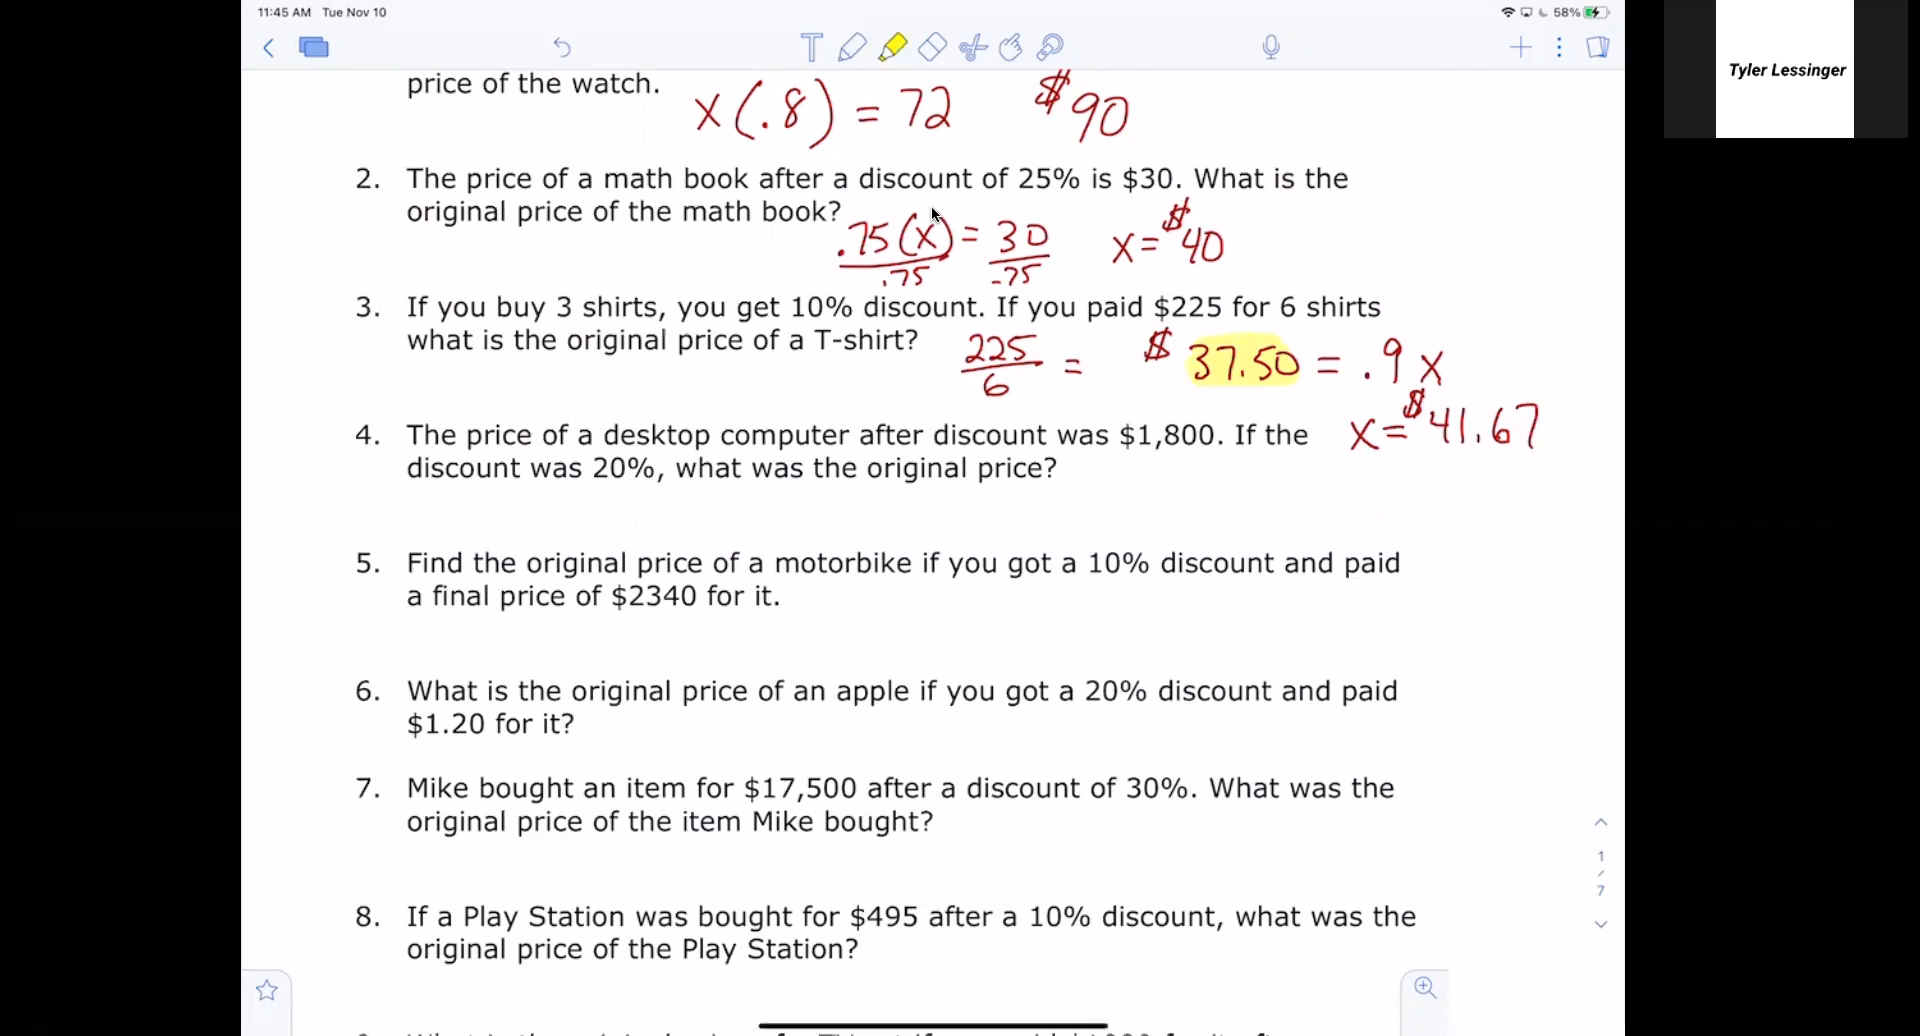 11:45 AM Tue Nov 10
58%
T
Tyler Lessinger
price of the watch.
x (.8) = 72 $90
2. The price of a math book after a discount of 25% is $30. What is the
original price of the math book?
.75 (x) = 30 x = $40
.75 .75
3. If you buy 3 shirts, you get 10% discount. If you paid $225 for 6 shirts
what is the original price of a T-shirt?
225 = $37.50 = .9 x
6
x = $41.67
4. The price of a desktop computer after discount was $1,800. If the
discount was 20%, what was the original price?
5. Find the original price of a motorbike if you got a 10% discount and paid
a final price of $2340 for it.
6. What is the original price of an apple if you got a 20% discount and paid
$1.20 for it?
7. Mike bought an item for $17,500 after a discount of 30%. What was the
original price of the item Mike bought?
1
/
7
8. If a Play Station was bought for $495 after a 10% discount, what was the
original price of the Play Station?